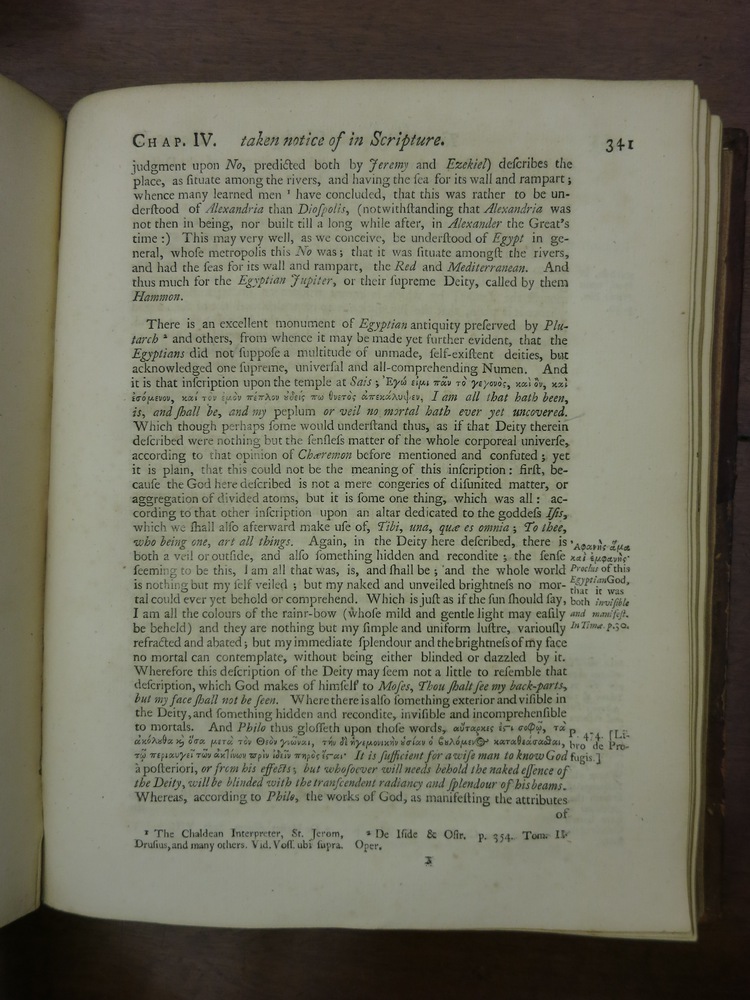 CHAP. IV. taken notice of in Scripture. 341
judgment upon No, predicted both by Jeremy and Ezekiel) deſcribes the
place, as ſituate among the rivers, and having the ſea for its wall and rampart;
whence many learned men ¹ have concluded, that this was rather to be un-
derſtood of Alexandria than Dioſpolis, (notwithſtanding that Alexandria was
not then in being, nor built till a long while after, in Alexander the Great's
time :) This may very well, as we conceive, be underſtood of Egypt in ge-
neral, whoſe metropolis this No was; that it was ſituate amongſt the rivers,
and had the ſeas for its wall and rampart, the Red and Mediterranean. And
thus much for the Egyptian Jupiter, or their ſupreme Deity, called by them
Hammon.
There is an excellent monument of Egyptian antiquity preſerved by Plu-
tarch ² and others, from whence it may be made yet further evident, that the
Egyptians did not ſuppoſe a multitude of unmade, ſelf-exiſtent deities, but
acknowledged one ſupreme, univerſal and all-comprehending Numen. And
it is that inſcription upon the temple at Sais; Ἐγώ εἰμι πᾶν τὸ γεγονὸς, καὶ ὂν, καὶ
ἐσόμενον, καὶ τὸν ἐμὸν πέπλον ἐδείς πω θνετὸς ἀπεκάλυψεν, I am all that hath been,
is, and ſhall be, and my peplum or veil no mortal hath ever yet uncovered.
Which though perhaps ſome would underſtand thus, as if that Deity therein
deſcribed were nothing but the ſenſleſs matter of the whole corporeal univerſe,
according to that opinion of Chæremon before mentioned and confuted; yet
it is plain, that this could not be the meaning of this inſcription: firſt, be-
cauſe the God here deſcribed is not a mere congeries of diſunited matter, or
aggregation of divided atoms, but it is ſome one thing, which was all: ac-
cording to that other inſcription upon an altar dedicated to the goddeſs Iſis,
which we ſhall alſo afterward make uſe of, Tibi, una, quæ es omnia; To thee,
who being one, art all things. Again, in the Deity here deſcribed, there is
both a veil or outſide, and alſo ſomething hidden and recondite; the ſenſe
ſeeming to be this, I am all that was, is, and ſhall be; and the whole world
is nothing but my ſelf veiled; but my naked and unveiled brightneſs no mor-
tal could ever yet behold or comprehend. Which is juſt as if the ſun ſhould ſay,
I am all the colours of the rainr-bow (whoſe mild and gentle light may eaſily
be beheld) and they are nothing but my ſimple and uniform luſtre, variouſly
refracted and abated; but my immediate ſplendour and the brightneſs of my face
no mortal can contemplate, without being either blinded or dazzled by it.
Wherefore this deſcription of the Deity may ſeem not a little to reſemble that
deſcription, which God makes of himſelf to Moſes, Thou ſhalt ſee my back-parts,
but my face ſhall not be ſeen. Where there is alſo ſomething exterior and viſible in
the Deity, and ſomething hidden and recondite, inviſible and incomprehenſible
to mortals. And Philo thus gloſſeth upon thoſe words, αὔταρκες ἐςι σοφῷ, τὰ
ἀκόλουθα κ̀ ὅσα μετὰ τὸν Θεὸν γνῶναι, τὴν δὲ ἡγεμονικὴν ἐσίαν ὁ βυλόμενος καταθεάσασθαι,
τῷ περιαυγεῖ τῶν ἀκτίνων πρὶν ἰδεῖν πηρὸς ἔςαι· It is ſufficient for a wiſe man to know God
à poſteriori, or from his effects; but whoſoever will needs behold the naked eſſence of
the Deity, will be blinded with the tranſcendent radiancy and ſplendour of his beams.
Whereas, according to Philo, the works of God, as manifeſting the attributes
of
* Ἀφανὴς ἅμα
καὶ ἐμφανής·
Proclus of this
Egyptian God,
that it was
both inviſible
and manifeſt.
In Timæ. p. 30.
P. 474. [Li-
bro de Pro-
fugis.]
¹ The Chaldean Interpreter, St. Jerom,
Druſius, and many others. Vid. Voſſ. ubi ſupra.
² De Iſide & Oſir. p. 354. Tom. II.
Oper.